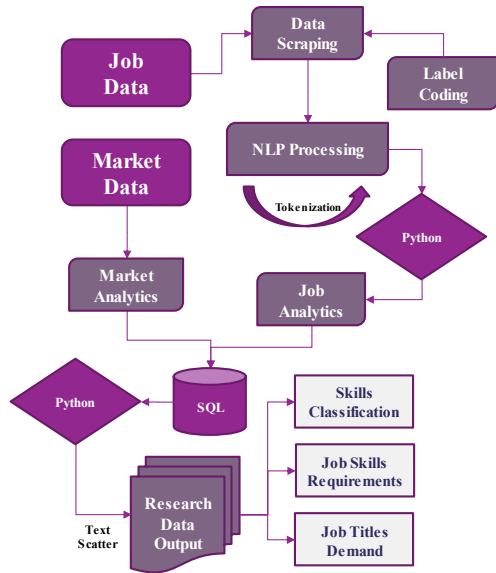 Data
Scraping
Job
Data
Label
Coding
NLP Processing
Market
Data
Tokenization
Python
Market
Analytics
Job
Analytics
Python
SQL
Skills
Classification
Job Skills
Requirements
Text
Scatter
Research
Data
Output
Job Titles
Demand